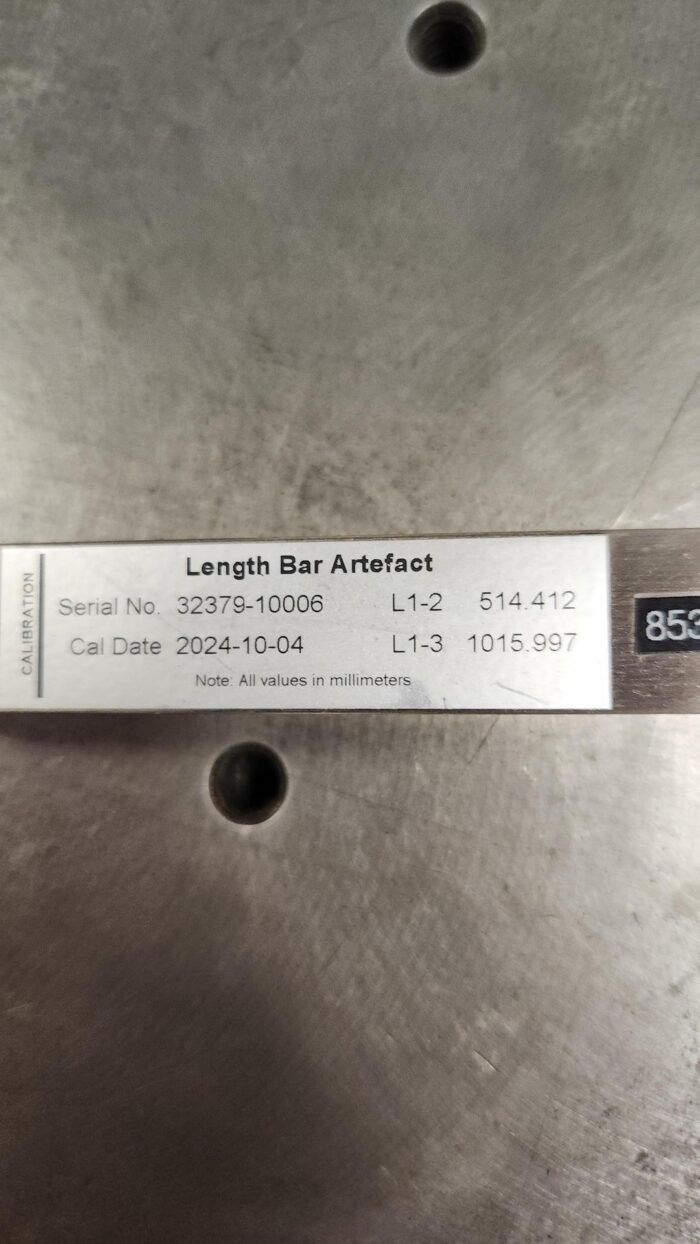 Length Bar Artefact
CALIBRATION
Serial No. 32379-10006 L1-2 514.412
Cal Date 2024-10-04 L1-3 1015.997
Note: All values in millimeters